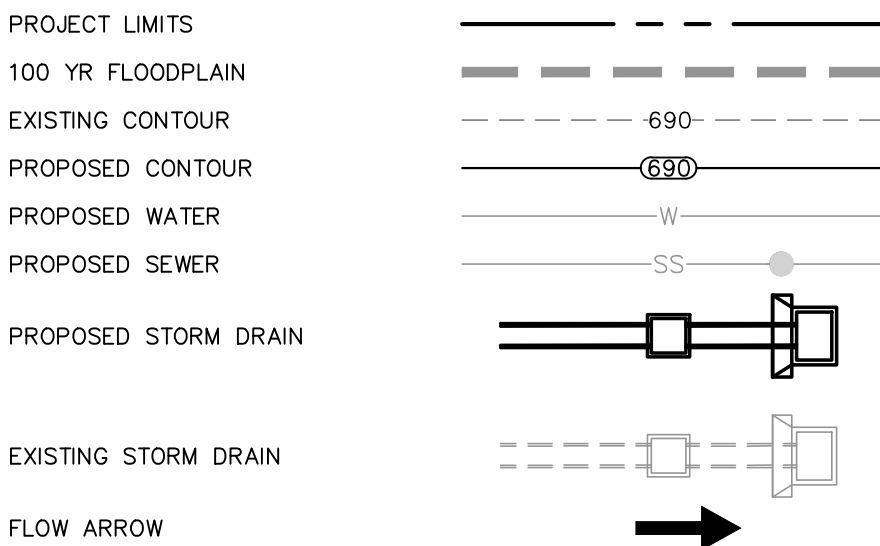 PROJECT LIMITS
100 YR FLOODPLAIN
EXISTING CONTOUR 690
PROPOSED CONTOUR 690
PROPOSED WATER W
PROPOSED SEWER SS
PROPOSED STORM DRAIN
EXISTING STORM DRAIN
FLOW ARROW